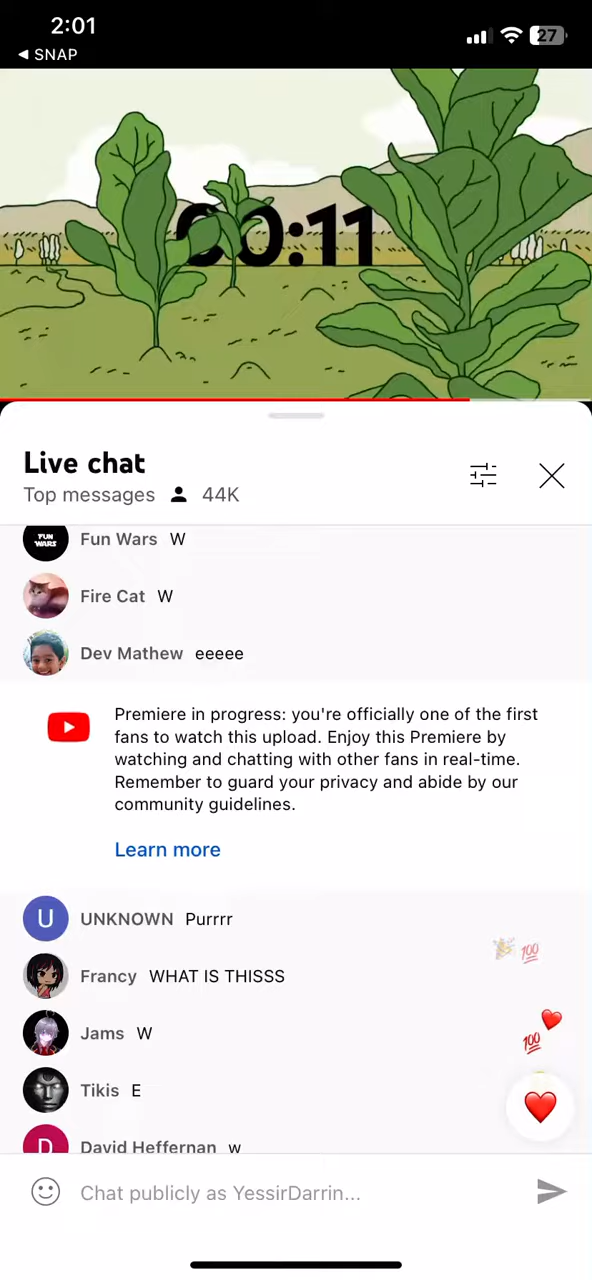 2:01
27
◀ SNAP
00:11
Live chat
Top messages 44K
FUN WARS
Fun Wars W
Fire Cat W
Dev Mathew eeeee
Premiere in progress: you're officially one of the first
fans to watch this upload. Enjoy this Premiere by
watching and chatting with other fans in real-time.
Remember to guard your privacy and abide by our
community guidelines.
Learn more
U UNKNOWN Purrrr
💯
Francy WHAT IS THISSS
Jams W
💯
Tikis E
D David Heffernan w
Chat publicly as YessirDarrin...